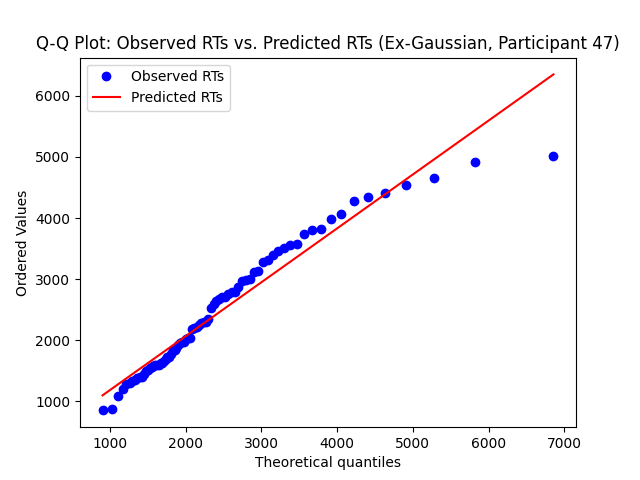 Q-Q Plot: Observed RTs vs. Predicted RTs (Ex-Gaussian, Participant 47)
Observed RTs
Predicted RTs
6000
5000
4000
3000
2000
1000
Ordered Values
1000 2000 3000 4000 5000 6000 7000
Theoretical quantiles